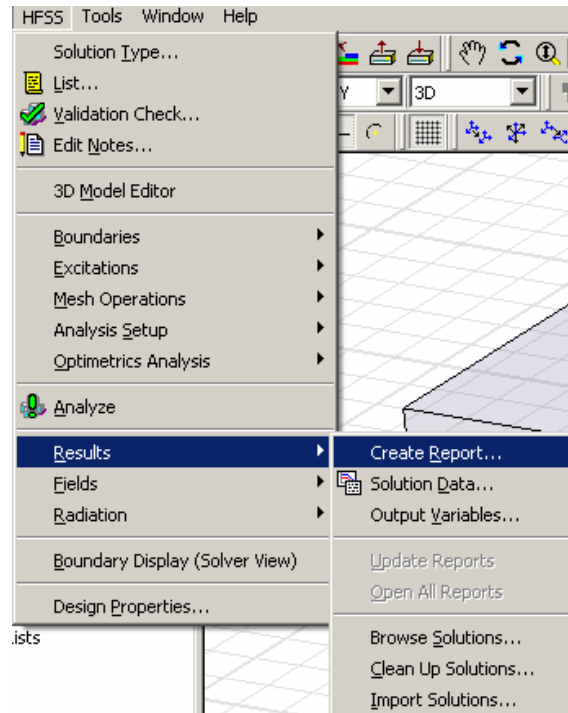 HFSS Tools Window Help
Solution Type...
List...
Validation Check...
Edit Notes...
3D Model Editor
Boundaries
Excitations
Mesh Operations
Analysis Setup
Optimetrics Analysis
Analyze
Results
Fields
Radiation
Boundary Display (Solver View)
Design Properties...
Y 3D
Create Report...
Solution Data...
Output Variables...
Update Reports
Open All Reports
Browse Solutions...
Clean Up Solutions...
Import Solutions...
.ists